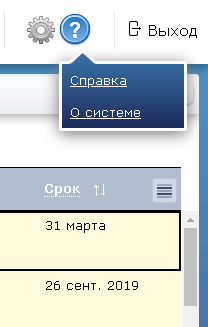 Выход
Справка
О системе
Срок
31 марта
26 сент. 2019